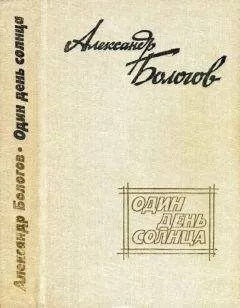 Александр Бологов • Один день солнца
Александр
Бологов
ОДИН
ДЕНЬ
СОЛНЦА